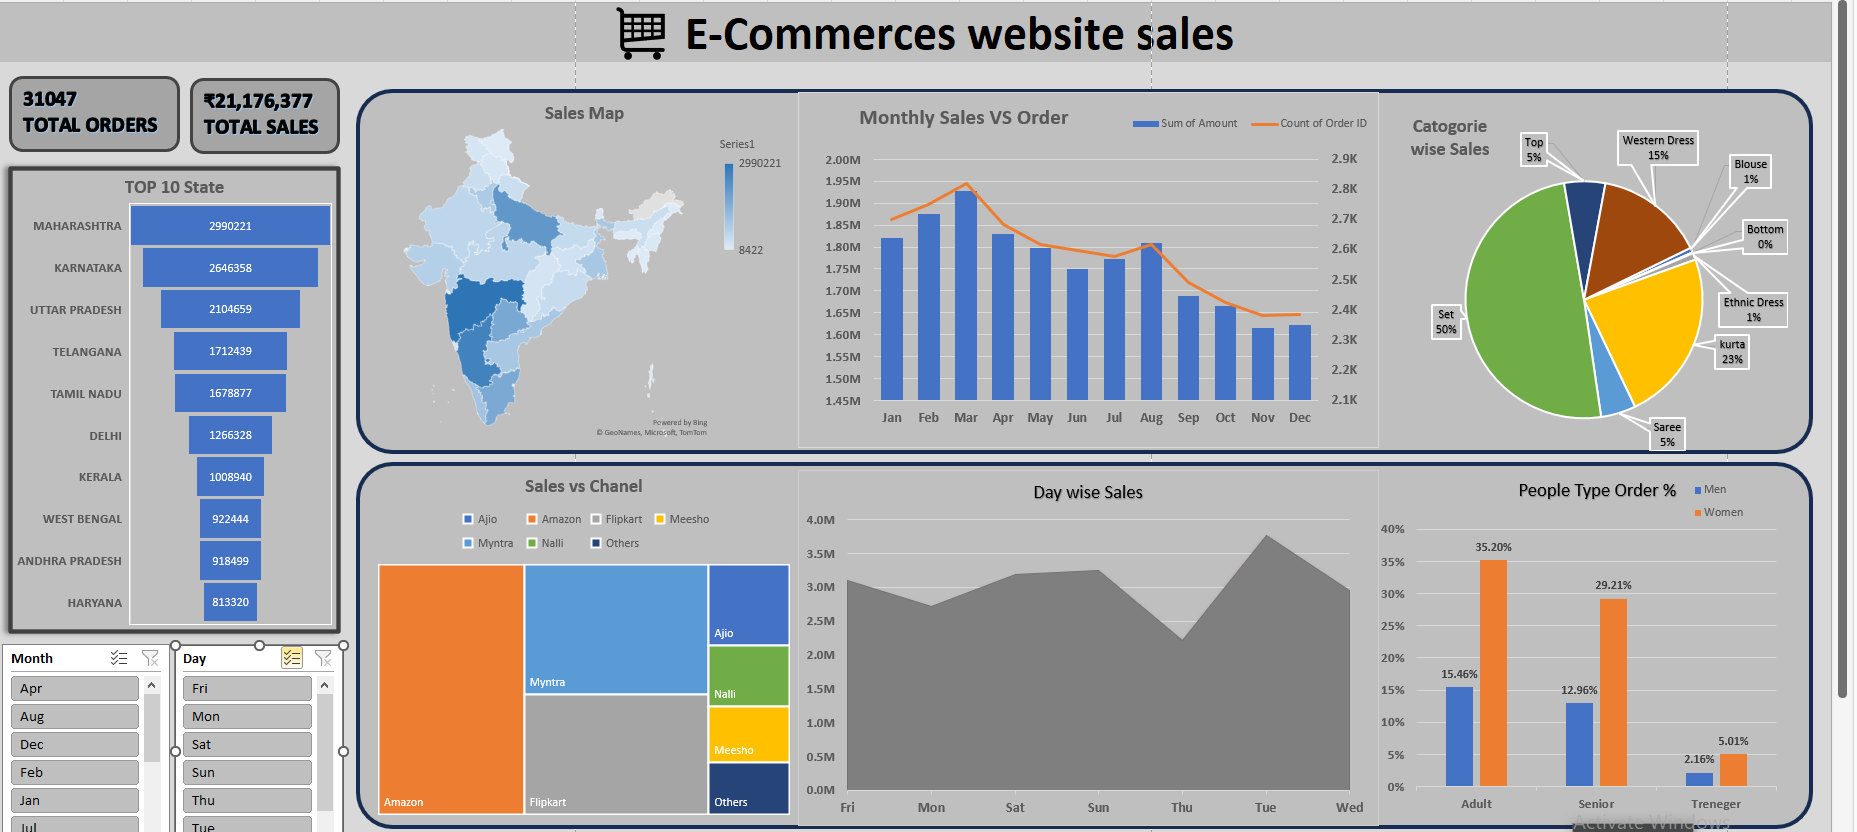 E-Commerces website sales
31047
TOTAL ORDERS
₹21,176,377
TOTAL SALES
TOP 10 State
MAHARASHTRA 2990221
KARNATAKA 2646358
UTTAR PRADESH 2104659
TELANGANA 1712439
TAMIL NADU 1678877
DELHI 1266328
KERALA 1008940
WEST BENGAL 922444
ANDHRA PRADESH 918499
HARYANA 813320
Month
Apr
Aug
Dec
Feb
Jan
Jul
Day
Fri
Mon
Sat
Sun
Thu
Tue
Sales Map
Series1
2990221
8422
Powered by Bing
© GeoNames, Microsoft, TomTom
Monthly Sales VS Order
Sum of Amount Count of Order ID
2.00M
1.95M
1.90M
1.85M
1.80M
1.75M
1.70M
1.65M
1.60M
1.55M
1.50M
1.45M
2.9K
2.8K
2.7K
2.6K
2.5K
2.4K
2.3K
2.2K
2.1K
Jan Feb Mar Apr May Jun Jul Aug Sep Oct Nov Dec
Catogorie
wise Sales
Top
5%
Western Dress
15%
Blouse
1%
Bottom
0%
Ethnic Dress
1%
kurta
23%
Saree
5%
Set
50%
Sales vs Chanel
Ajio Amazon Flipkart Meesho
Myntra Nalli Others
Amazon
Myntra
Flipkart
Ajio
Nalli
Meesho
Others
Day wise Sales
4.0M
3.5M
3.0M
2.5M
2.0M
1.5M
1.0M
0.5M
0.0M
Fri Mon Sat Sun Thu Tue Wed
People Type Order %
Men
Women
40%
35%
30%
25%
20%
15%
10%
5%
0%
15.46%
35.20%
12.96%
29.21%
2.16%
5.01%
Adult Senior Treneger
Activate Windows